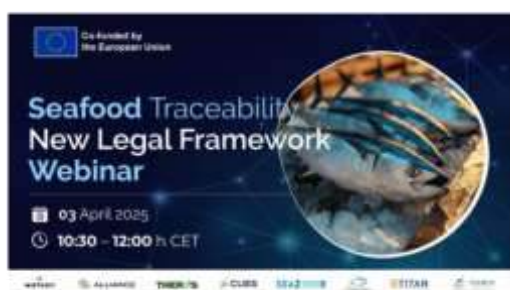 Co-funded by
the European Union
Seafood Traceability
New Legal Framework
Webinar
03 April 2025
10:30 - 12:00 h CET
ALLIANCE
CUES
TITAN